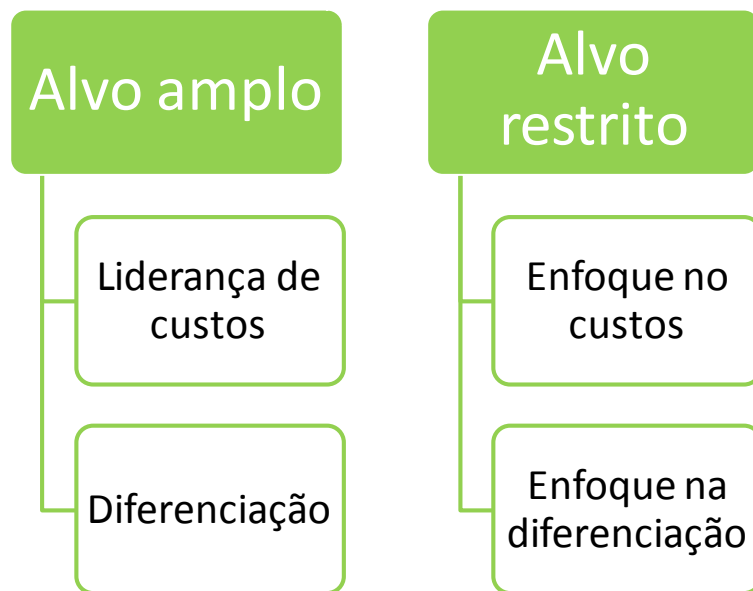 Alvo amplo
Liderança de
custos
Diferenciação
Alvo
restrito
Enfoque no
custos
Enfoque na
diferenciação